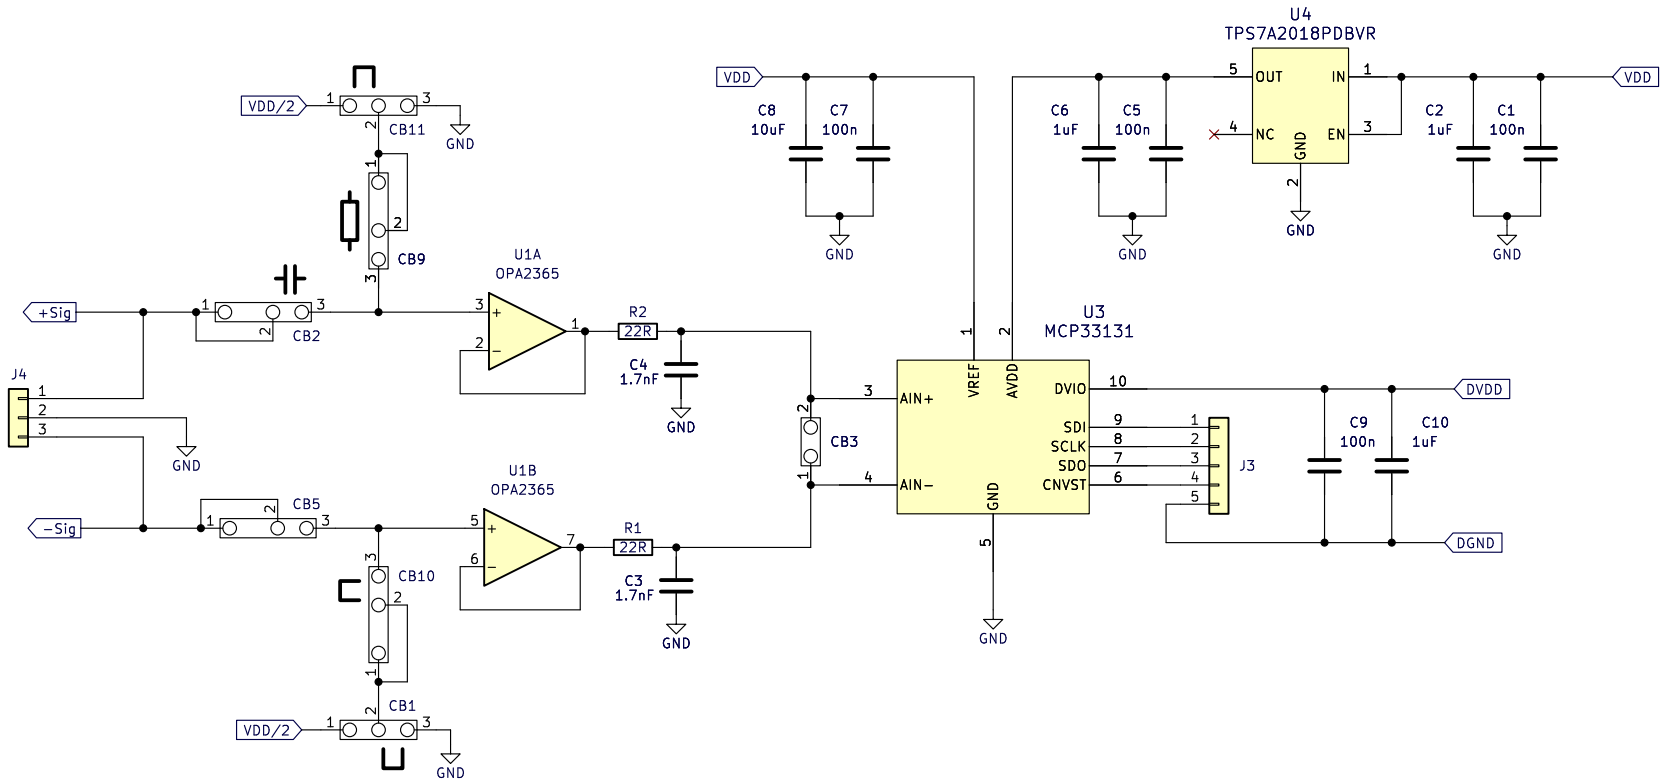 U4
TPS7A2018PDBVR
VDD
5 OUT IN 1
VDD
VDD/2
1 3
2
CB11
GND
C8
10uF
C7
100n
C6
1uF
C5
100n
4 NC EN 3
GND
2
C2
1uF
C1
100n
1
2
3
CB9
GND
GND
GND
GND
U1A
OPA2365
+Sig
1 3
2
CB2
3 +
2 −
1
R2
22R
C4
1.7nF
GND
U3
MCP33131
1
VREF
2
AVDD
J4
1
2
3
GND
3 AIN+
4 AIN−
2
1
CB3
DVIO 10
DVDD
SDI 9 1
SCLK 8 2
SDO 7 3
CNVST 6 4
5
J3
GND
5
C9
100n
C10
1uF
U1B
OPA2365
−Sig
1 3
2
CB5
5 +
6 −
7
R1
22R
C3
1.7nF
GND
DGND
3
CB10
2
1
GND
CB1
2
VDD/2
1 3
GND